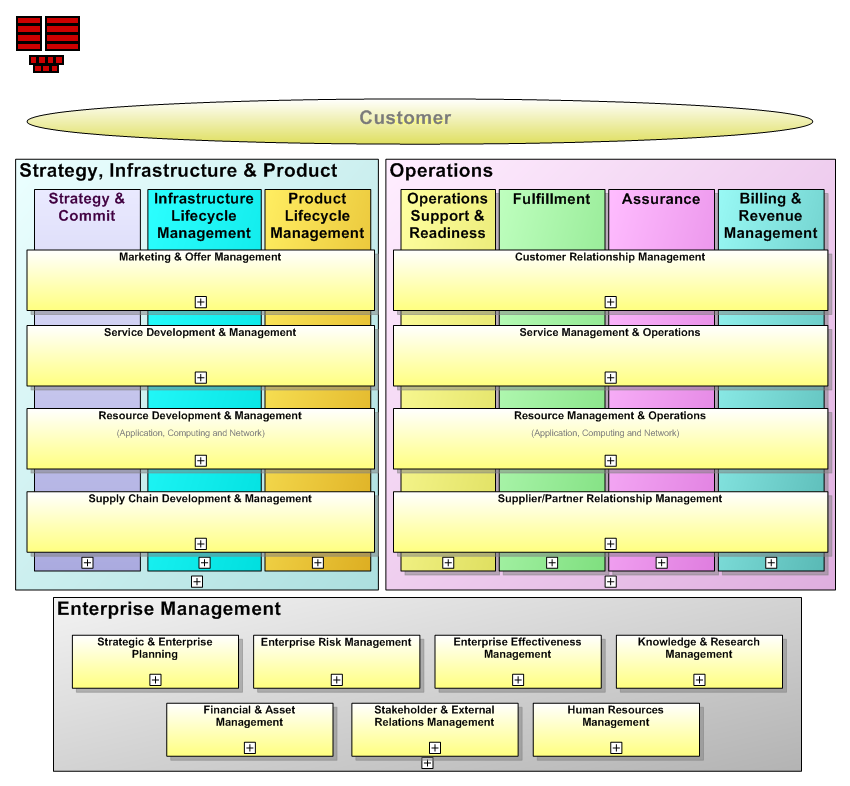 Customer
Strategy, Infrastructure & Product
Strategy &
Commit
Infrastructure
Lifecycle
Management
Product
Lifecycle
Management
Marketing & Offer Management
Service Development & Management
Resource Development & Management
(Application, Computing and Network)
Supply Chain Development & Management
Operations
Operations
Support &
Readiness
Fulfillment
Assurance
Billing &
Revenue
Management
Customer Relationship Management
Service Management & Operations
Resource Management & Operations
(Application, Computing and Network)
Supplier/Partner Relationship Management
Enterprise Management
Strategic & Enterprise
Planning
Enterprise Risk Management
Enterprise Effectiveness
Management
Knowledge & Research
Management
Financial & Asset
Management
Stakeholder & External
Relations Management
Human Resources
Management